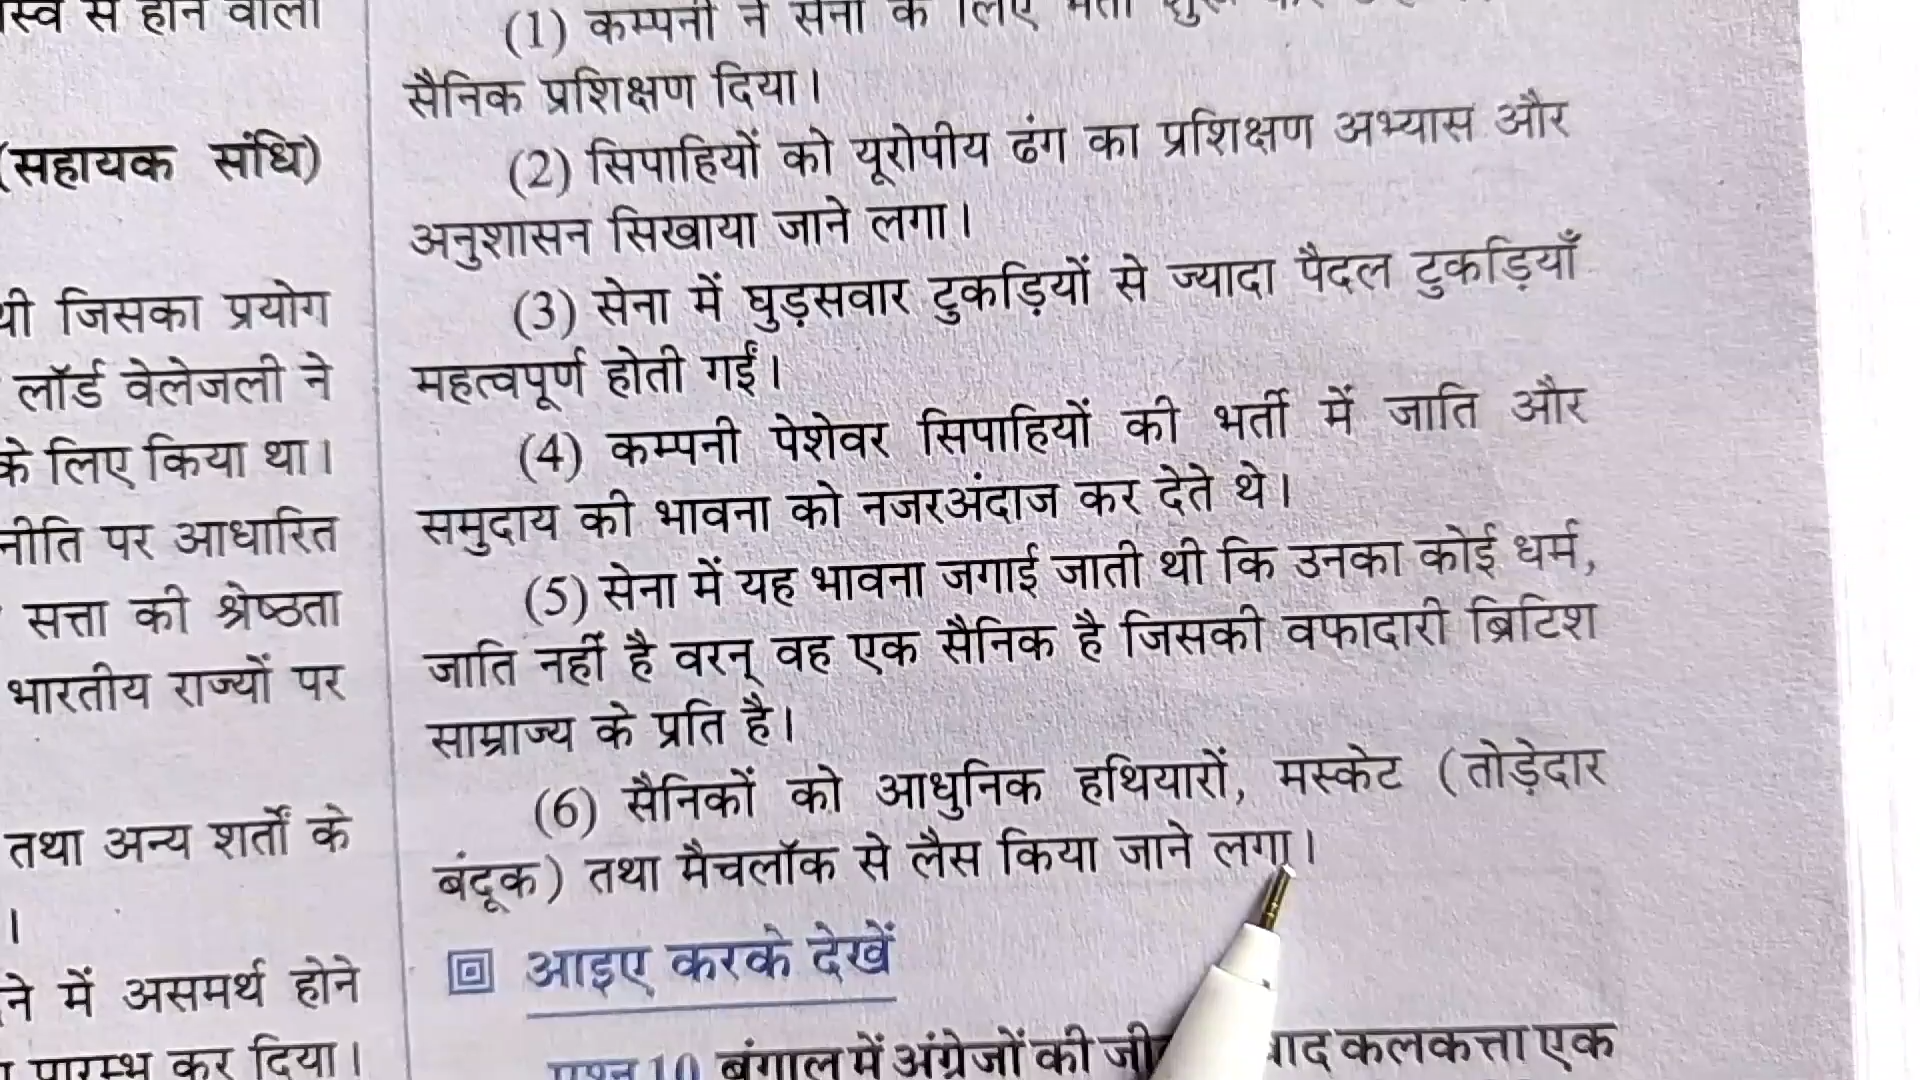 स्व से होने वाली
(सहायक संधि)
थी जिसका प्रयोग
लॉर्ड वेलेजली ने
के लिए किया था।
नीति पर आधारित
सत्ता की श्रेष्ठता
भारतीय राज्यों पर
तथा अन्य शर्तों के
।
ने में असमर्थ होने
प्रारम्भ कर दिया।
(1) कम्पनी ने सेना के लिए भर्ती शुरू
सैनिक प्रशिक्षण दिया।
(2) सिपाहियों को यूरोपीय ढंग का प्रशिक्षण अभ्यास और
अनुशासन सिखाया जाने लगा।
(3) सेना में घुड़सवार टुकड़ियों से ज्यादा पैदल टुकड़ियाँ
महत्वपूर्ण होती गईं।
(4) कम्पनी पेशेवर सिपाहियों की भर्ती में जाति और
समुदाय की भावना को नजरअंदाज कर देते थे।
(5) सेना में यह भावना जगाई जाती थी कि उनका कोई धर्म,
जाति नहीं है वरन् वह एक सैनिक है जिसकी वफादारी ब्रिटिश
साम्राज्य के प्रति है।
(6) सैनिकों को आधुनिक हथियारों, मस्केट (तोड़ेदार
बंदूक) तथा मैचलॉक से लैस किया जाने लगा।
आइए करके देखें
प्रश्न 10 बंगाल में अंग्रेजों की बाद कलकत्ता एक